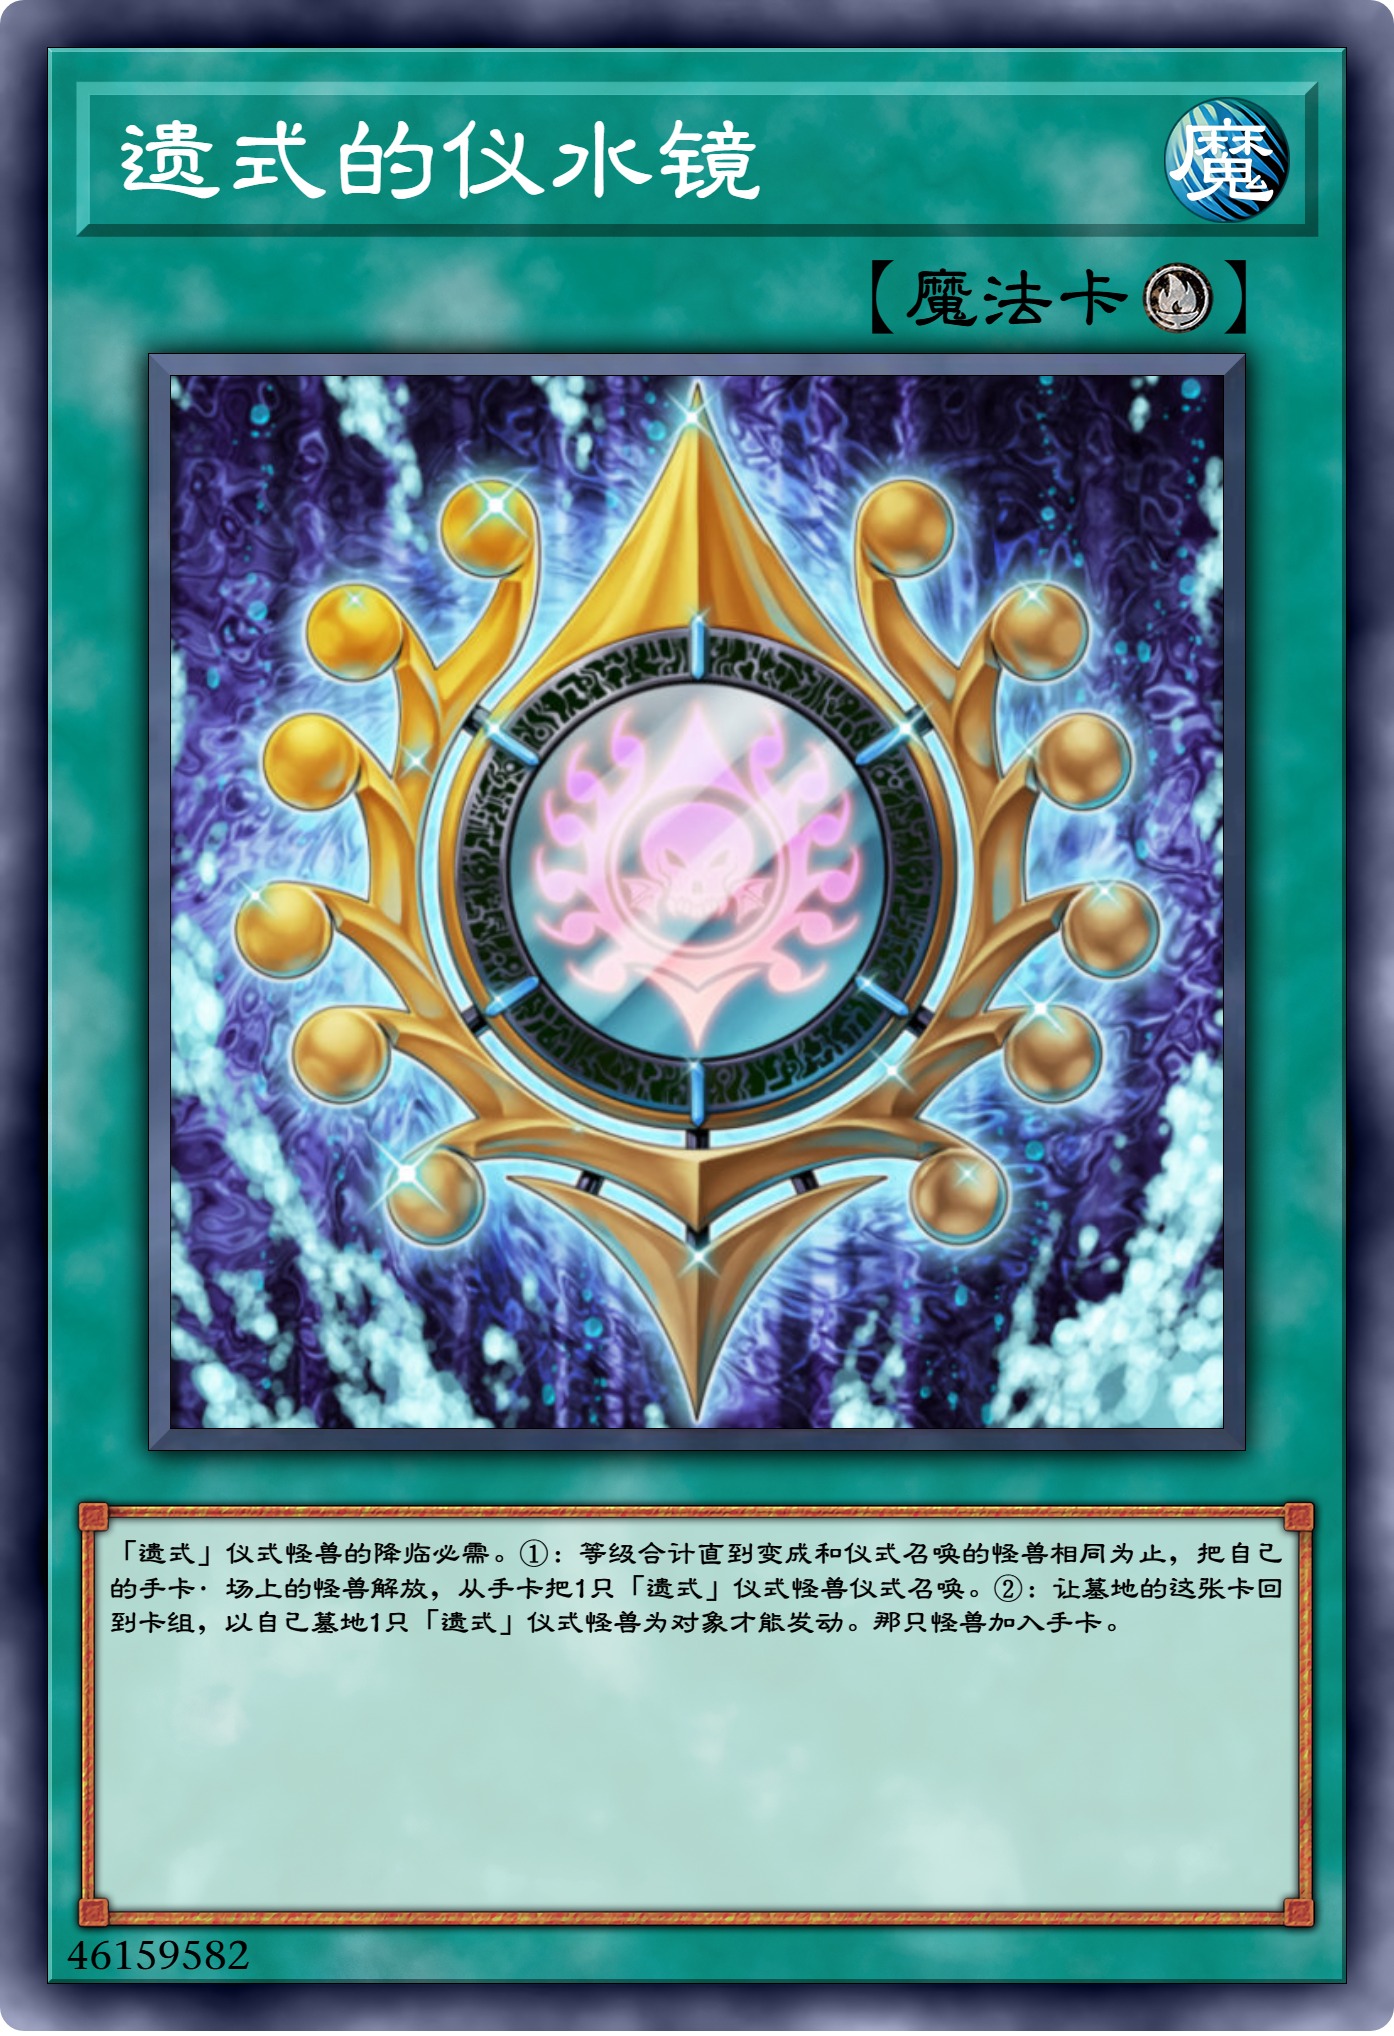 遗式的仪水镜
魔
【魔法卡】
「遗式」仪式怪兽的降临必需。①：等级合计直到变成和仪式召唤的怪兽相同为止，把自己
的手卡·场上的怪兽解放，从手卡把1只「遗式」仪式怪兽仪式召唤。②：让墓地的这张卡回
到卡组，以自己墓地1只「遗式」仪式怪兽为对象才能发动。那只怪兽加入手卡。
46159582